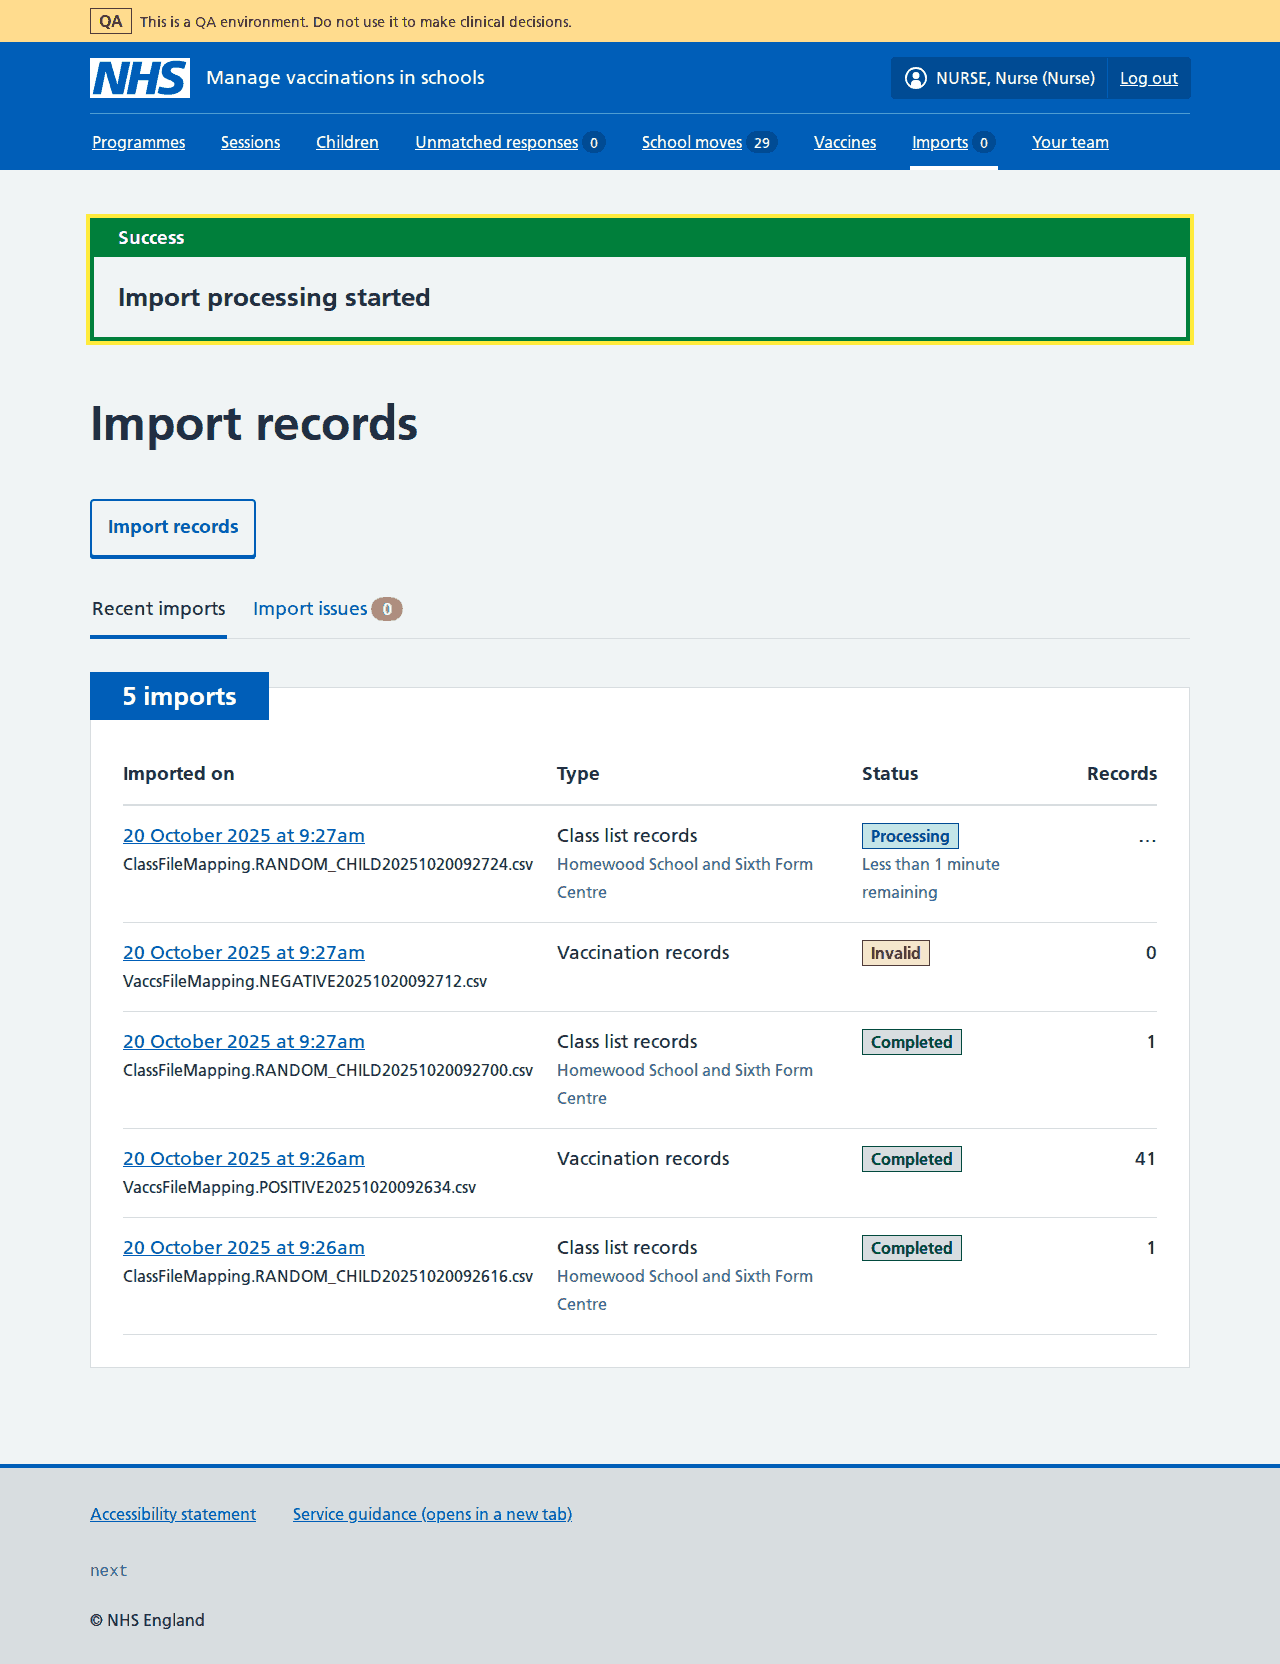 QA This is a QA environment. Do not use it to make clinical decisions.
NHS Manage vaccinations in schools NURSE, Nurse (Nurse) Log out
Programmes Sessions Children Unmatched responses 0 School moves 29 Vaccines Imports 0 Your team
Success
Import processing started
Import records
Import records
Recent imports Import issues 0
5 imports
Imported on Type Status Records
20 October 2025 at 9:27am Class list records Processing ...
ClassFileMapping.RANDOM_CHILD20251020092724.csv Homewood School and Sixth Form Less than 1 minute
Centre remaining
20 October 2025 at 9:27am Vaccination records Invalid 0
VaccsFileMapping.NEGATIVE20251020092712.csv
20 October 2025 at 9:27am Class list records Completed 1
ClassFileMapping.RANDOM_CHILD20251020092700.csv Homewood School and Sixth Form
Centre
20 October 2025 at 9:26am Vaccination records Completed 41
VaccsFileMapping.POSITIVE20251020092634.csv
20 October 2025 at 9:26am Class list records Completed 1
ClassFileMapping.RANDOM_CHILD20251020092616.csv Homewood School and Sixth Form
Centre
Accessibility statement Service guidance (opens in a new tab)
next
© NHS England